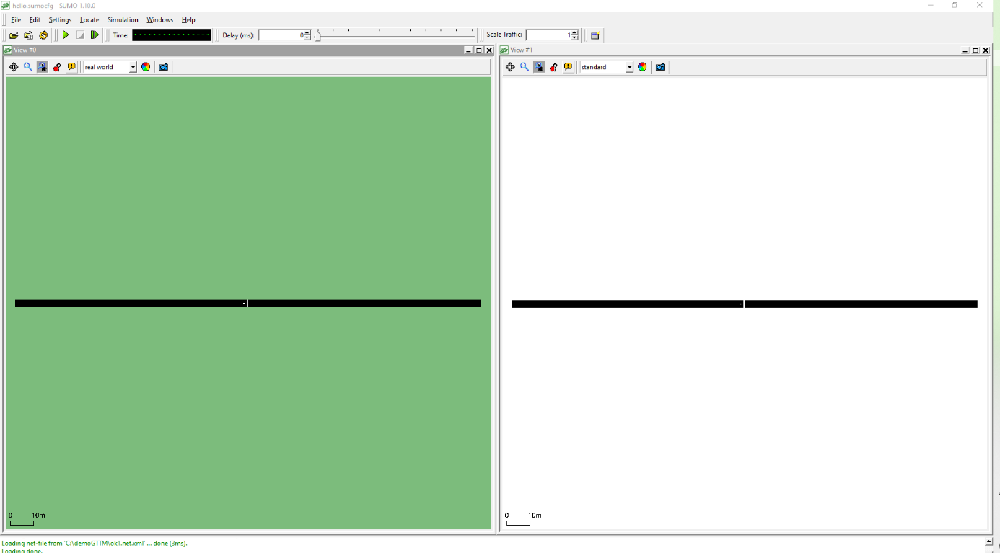 hello.sumocfg - SUMO 1.10.0
File Edit Settings Locate Simulation Windows Help
Time: Delay (ms): 0 Scale Traffic: 1
View #0
View #1
real world
standard
0 10m
0 10m
Loading net-file from 'C:\demoGTTM\ok1.net.xml' ... done (3ms).
Loading done.